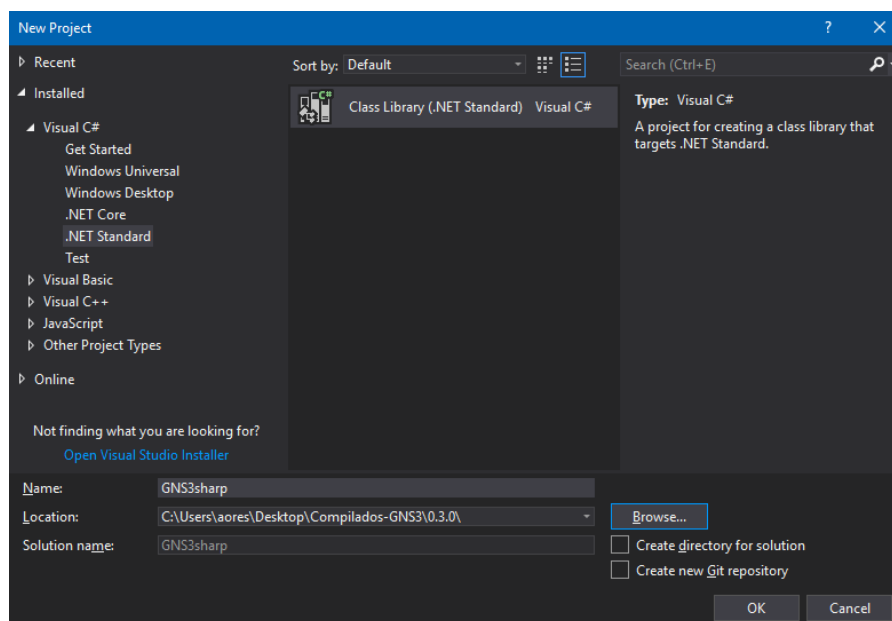 New Project
Recent
Installed
Visual C#
Get Started
Windows Universal
Windows Desktop
.NET Core
.NET Standard
Test
Visual Basic
Visual C++
JavaScript
Other Project Types
Online
Not finding what you are looking for?
Open Visual Studio Installer
Sort by: Default
Class Library (.NET Standard) Visual C#
Search (Ctrl+E)
Type: Visual C#
A project for creating a class library that
targets .NET Standard.
Name: GNS3sharp
Location: C:\Users\aores\Desktop\Compilados-GNS3\0.3.0\
Browse...
Solution name: GNS3sharp
Create directory for solution
Create new Git repository
OK Cancel